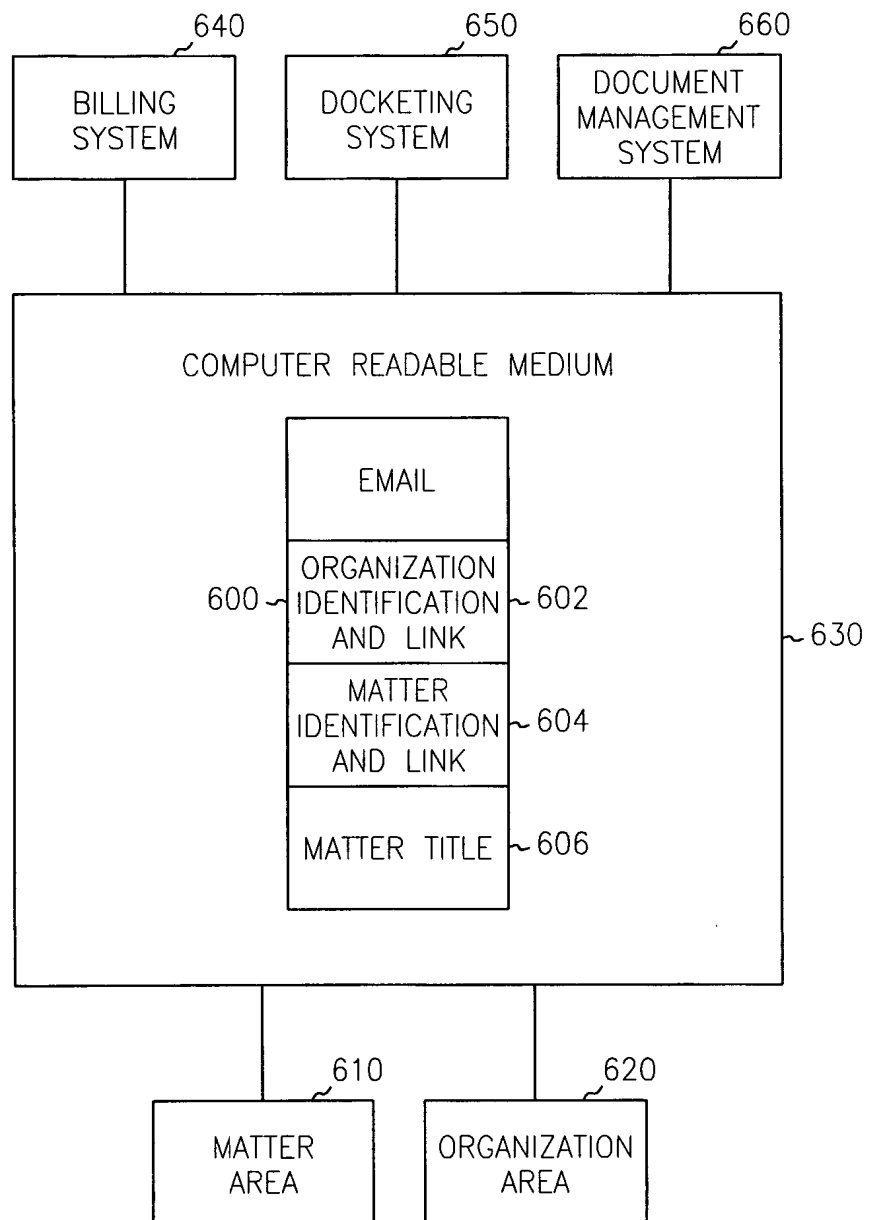 640
650
660
BILLING
SYSTEM
DOCKETING
SYSTEM
DOCUMENT
MANAGEMENT
SYSTEM
COMPUTER READABLE MEDIUM
EMAIL
600
ORGANIZATION
IDENTIFICATION
AND LINK
602
630
MATTER
IDENTIFICATION
AND LINK
604
MATTER TITLE
606
610
620
MATTER
AREA
ORGANIZATION
AREA